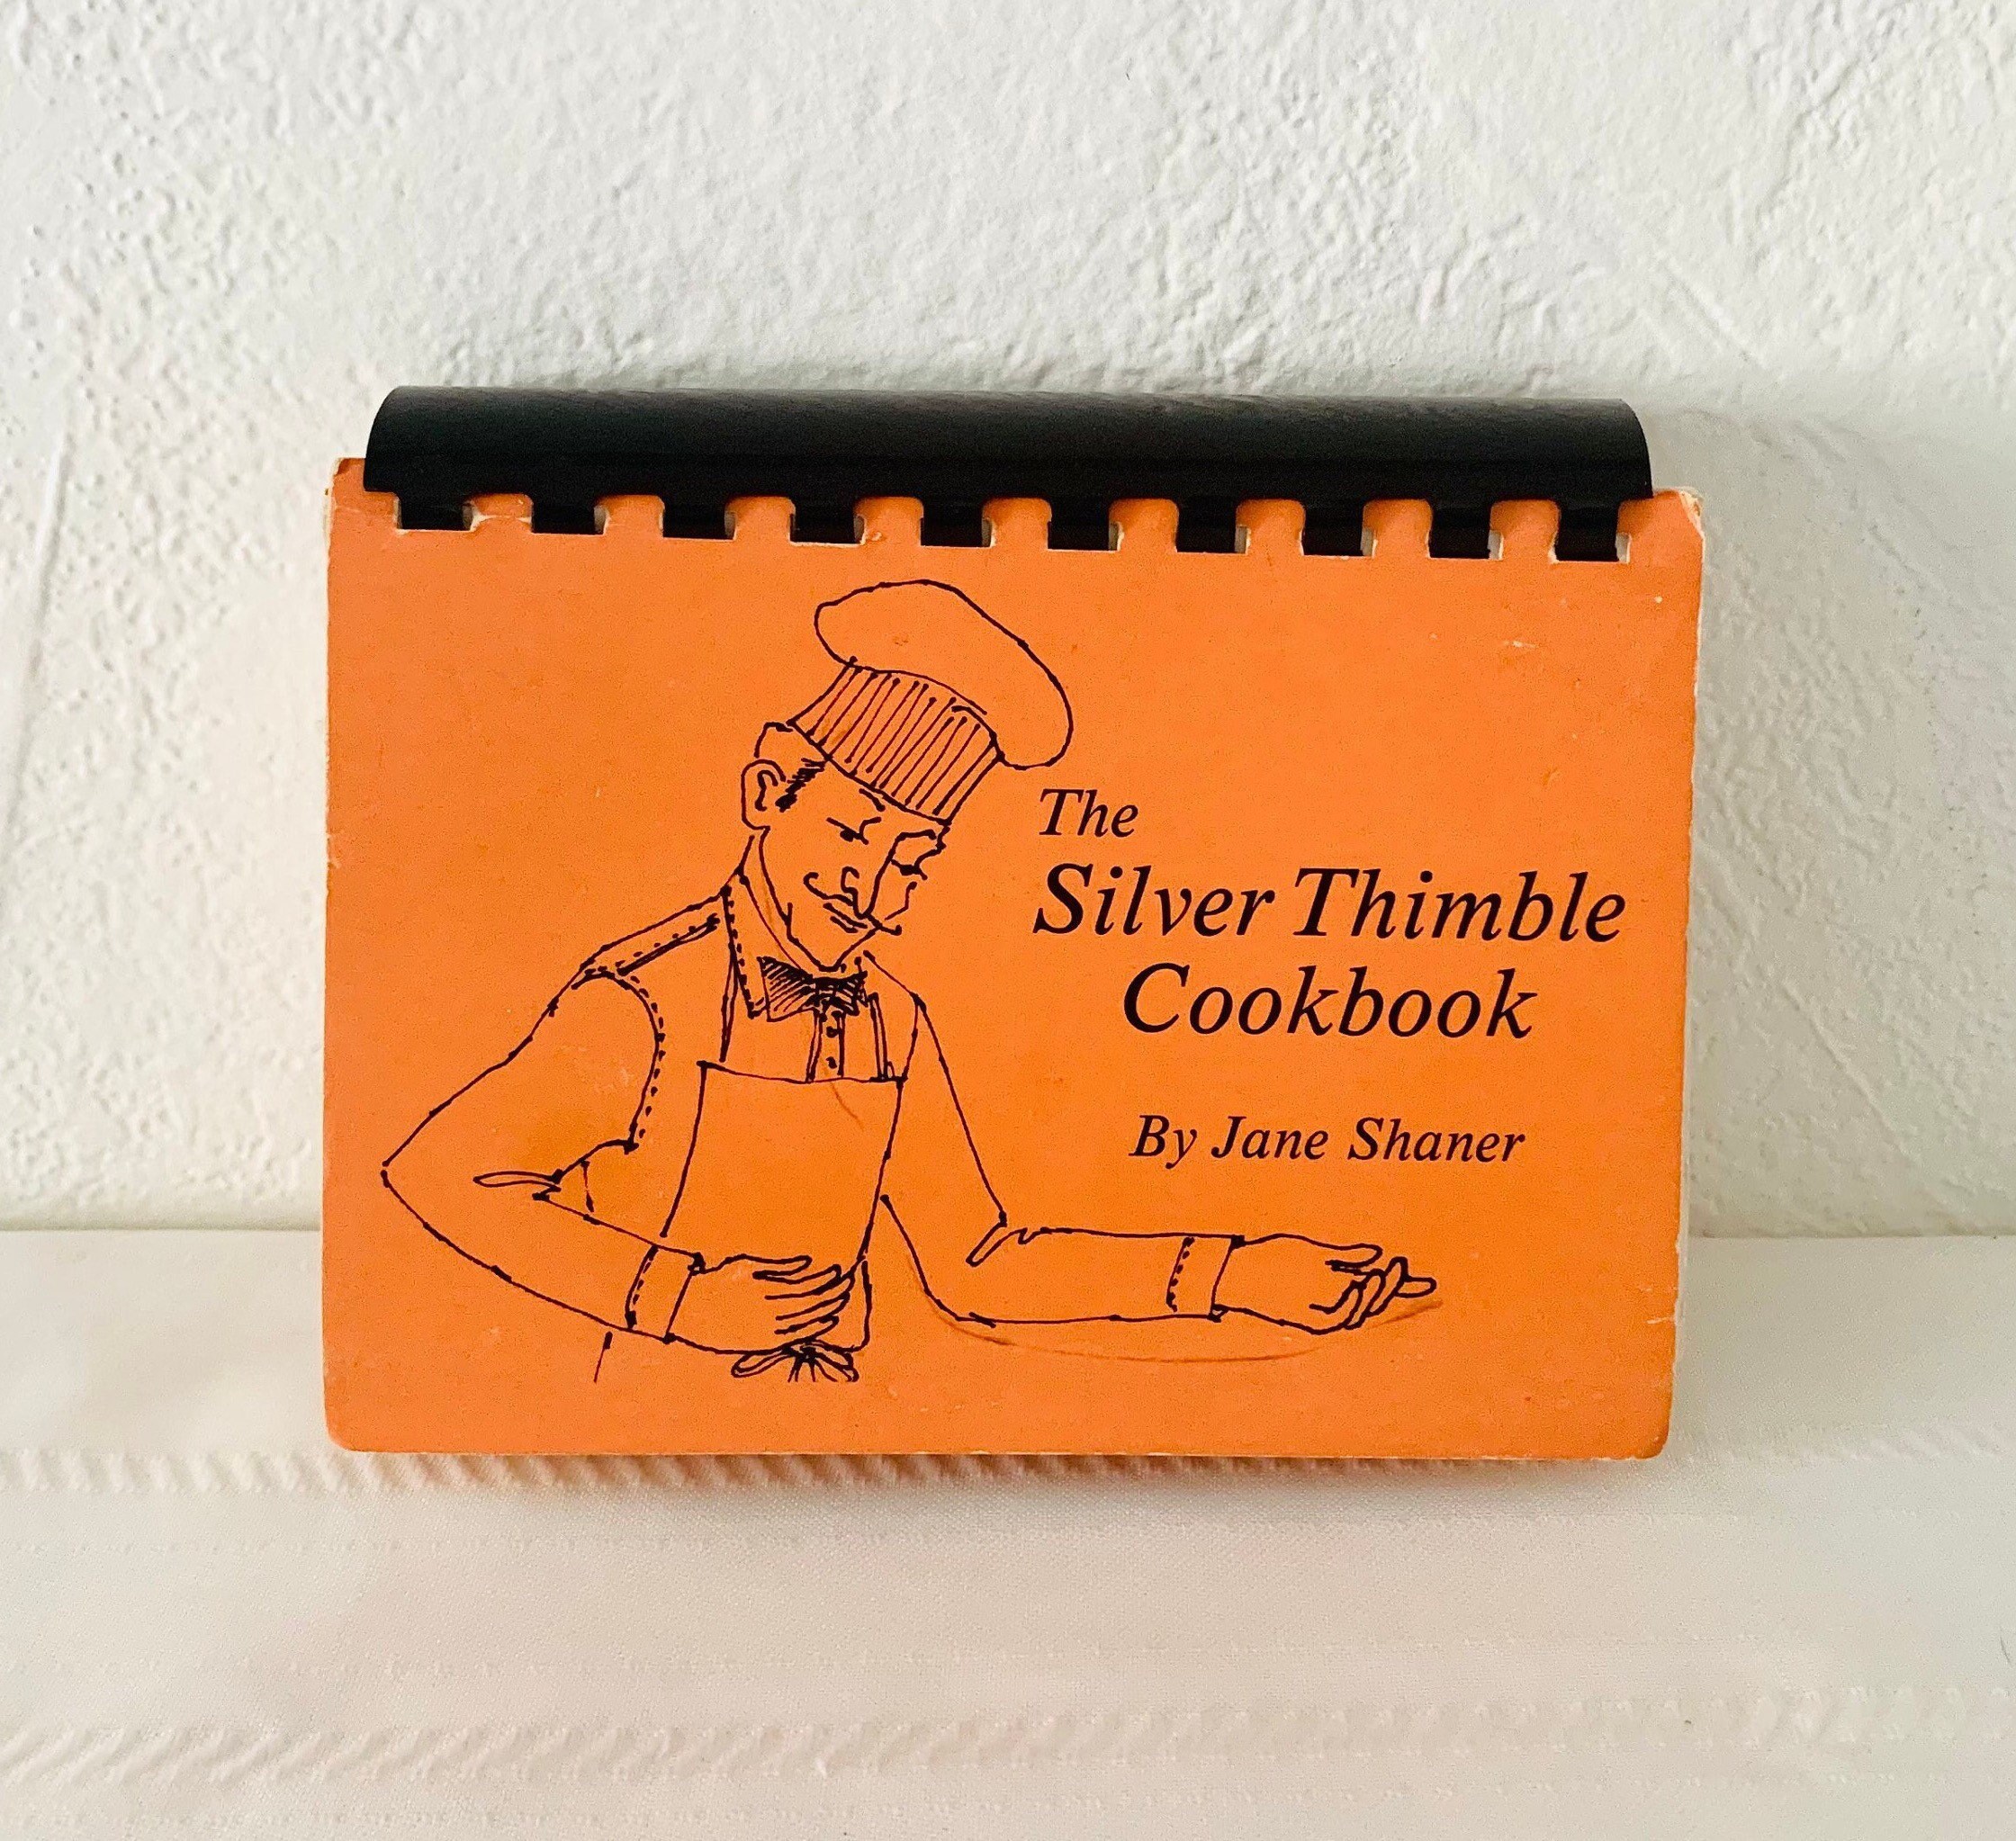 The
Silver Thimble
Cookbook
By Jane Shaner